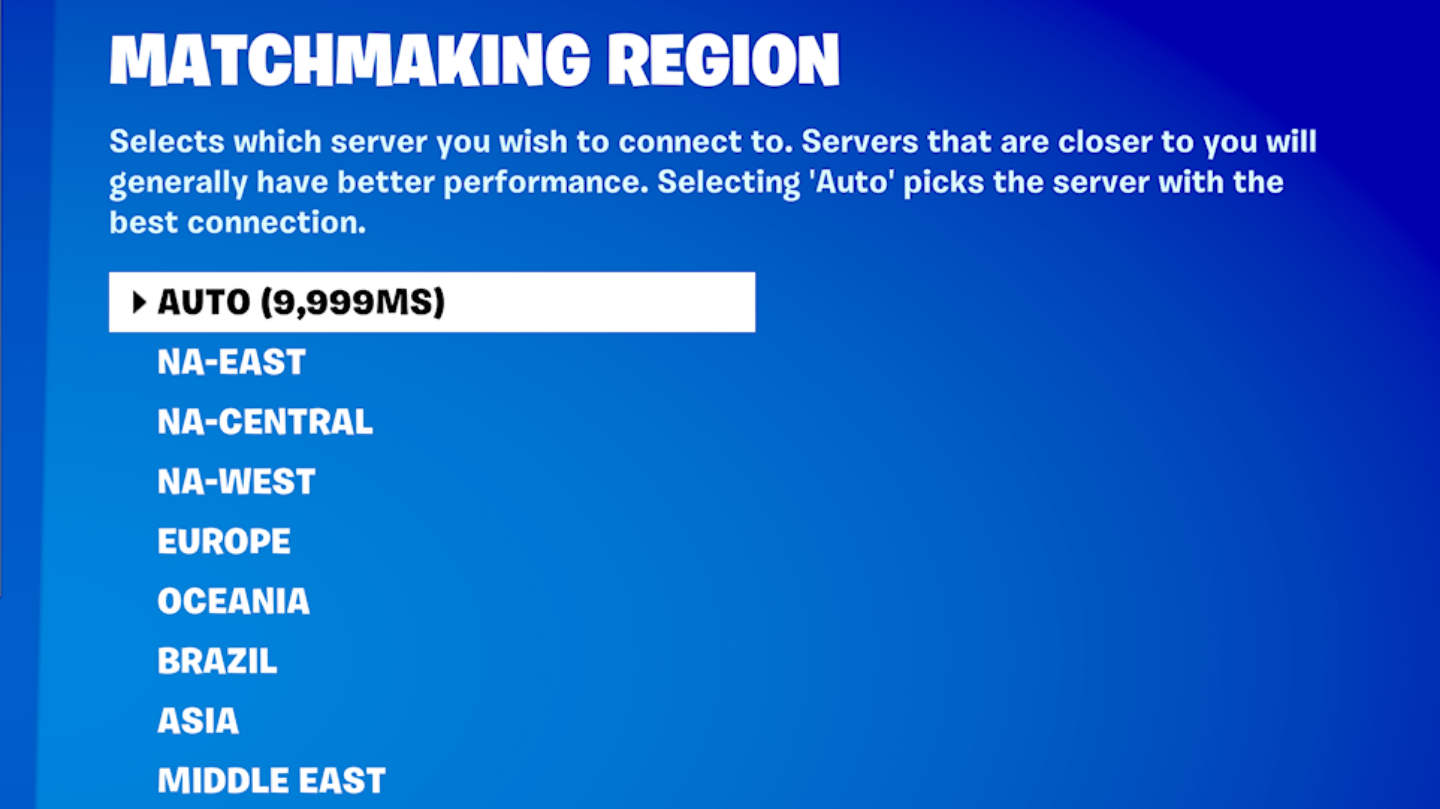 MATCHMAKING REGION
Selects which server you wish to connect to. Servers that are closer to you will
generally have better performance. Selecting 'Auto' picks the server with the
best connection.
AUTO (9,999MS)
NA-EAST
NA-CENTRAL
NA-WEST
EUROPE
OCEANIA
BRAZIL
ASIA
MIDDLE EAST